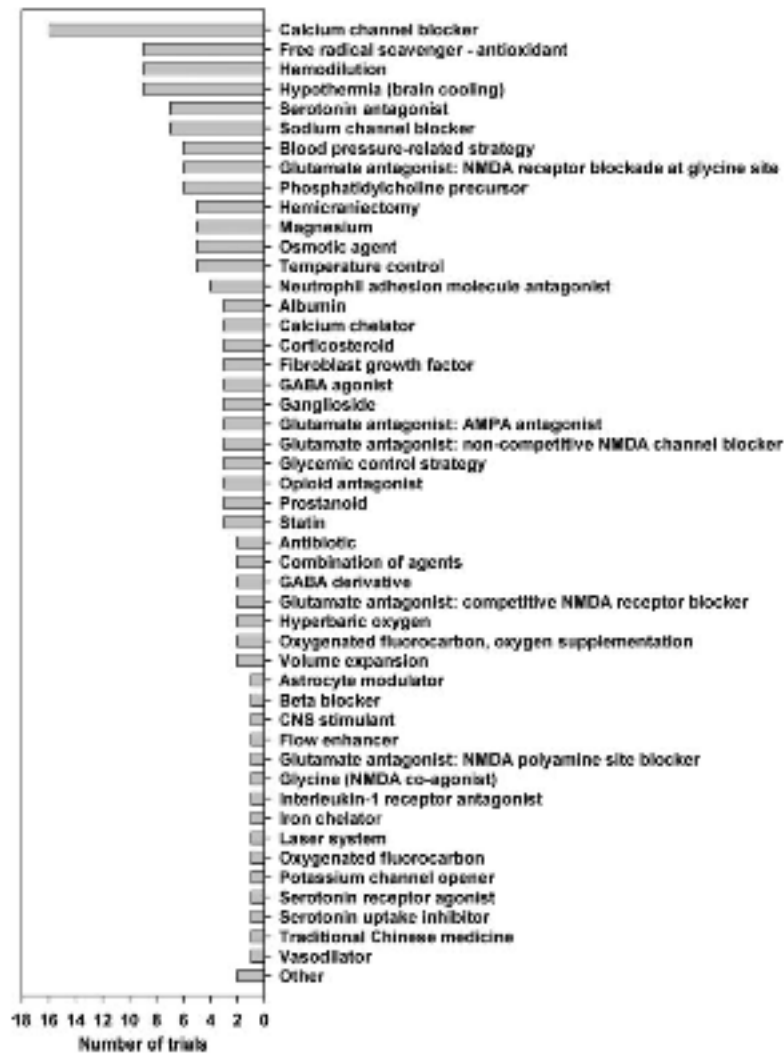 Calcium channel blocker
Free radical scavenger - antioxidant
Hemodilution
Hypothermia (brain cooling)
Serotonin antagonist
Sodium channel blocker
Blood pressure-related strategy
Glutamate antagonist: NMDA receptor blockade at glycine site
Phosphatidylcholine precursor
Hemicraniectomy
Magnesium
Osmotic agent
Temperature control
Neutrophil adhesion molecule antagonist
Albumin
Calcium chelator
Corticosteroid
Fibroblast growth factor
GABA agonist
Ganglioside
Glutamate antagonist: AMPA antagonist
Glutamate antagonist: non-competitive NMDA channel blocker
Glycemic control strategy
Opioid antagonist
Prostanoid
Statin
Antibiotic
Combination of agents
GABA derivative
Glutamate antagonist: competitive NMDA receptor blocker
Hyperbaric oxygen
Oxygenated fluorocarbon, oxygen supplementation
Volume expansion
Astrocyte modulator
Beta blocker
CNS stimulant
Flow enhancer
Glutamate antagonist: NMDA polyamine site blocker
Glycine (NMDA co-agonist)
Interleukin-1 receptor antagonist
Iron chelator
Laser system
Oxygenated fluorocarbon
Potassium channel opener
Serotonin receptor agonist
Serotonin uptake inhibitor
Traditional Chinese medicine
Vasodilator
Other
18 16 14 12 10 8 6 4 2 0
Number of trials